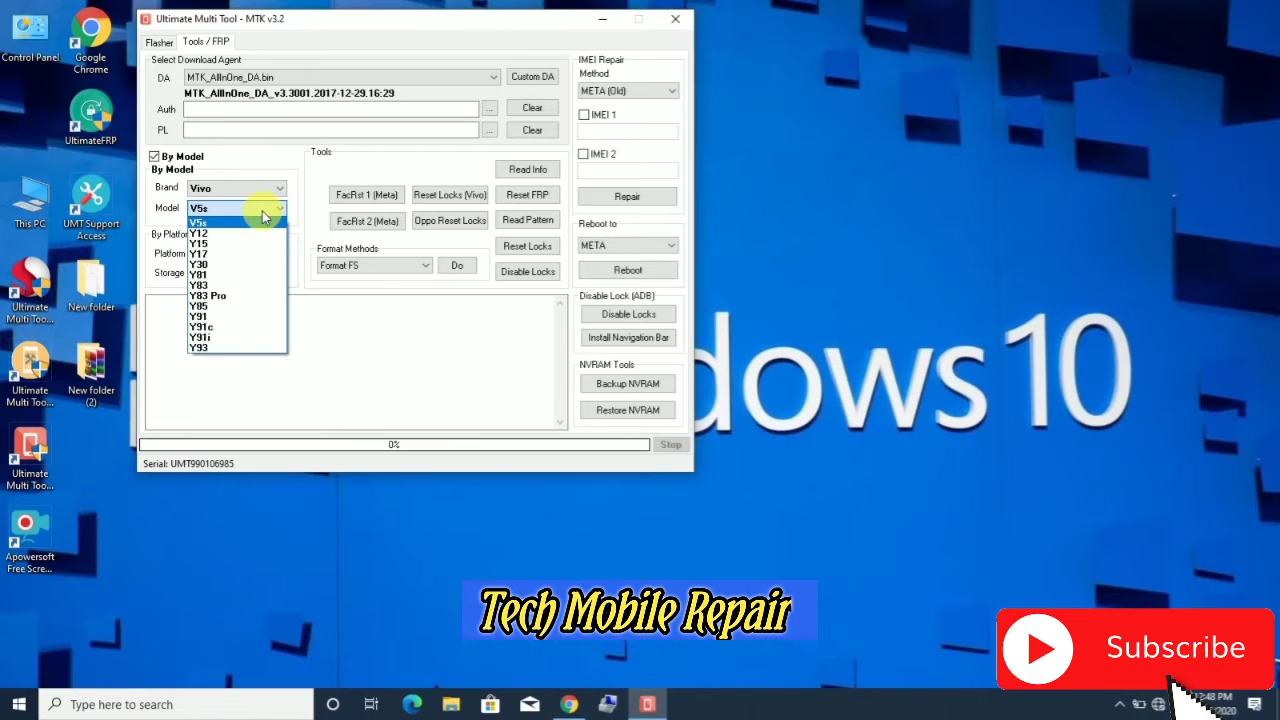 Ultimate Multi Tool - MTK v3.2
Flasher
Tools / FRP
Select Download Agent
DA
MTK_AllInOne_DA.bin
Custom DA
MTK_AllInOne_DA_v3.3001.2017-12-29.16:29
Auth
...
Clear
PL
...
Clear
By Model
By Model
Brand
Vivo
Model
V5s
V5s
Y12
Y15
Y17
Y30
Y81
Y83
Y83 Pro
Y85
Y91
Y91c
Y91i
Y93
By Platform
Platform
Storage
Tools
Read Info
FacRst 1 (Meta)
Reset Locks (Vivo)
Reset FRP
FacRst 2 (Meta)
Oppo Reset Locks
Read Pattern
Format Methods
Reset Locks
Format FS
Do
Disable Locks
IMEI Repair
Method
META (Old)
IMEI 1
IMEI 2
Repair
Reboot to
META
Reboot
Disable Lock (ADB)
Disable Locks
Install Navigation Bar
NVRAM Tools
Backup NVRAM
Restore NVRAM
0%
Stop
Serial: UMT990106985
Control Panel
Google
Chrome
UltimateFRP
This PC
UMT Support
Access
Ultimate
Multi Too...
New folder
Ultimate
Multi Too...
New folder
(2)
Ultimate
Multi Too...
Apowersoft
Free Scree...
dows 10
Tech Mobile Repair
Subscribe
Type here to search